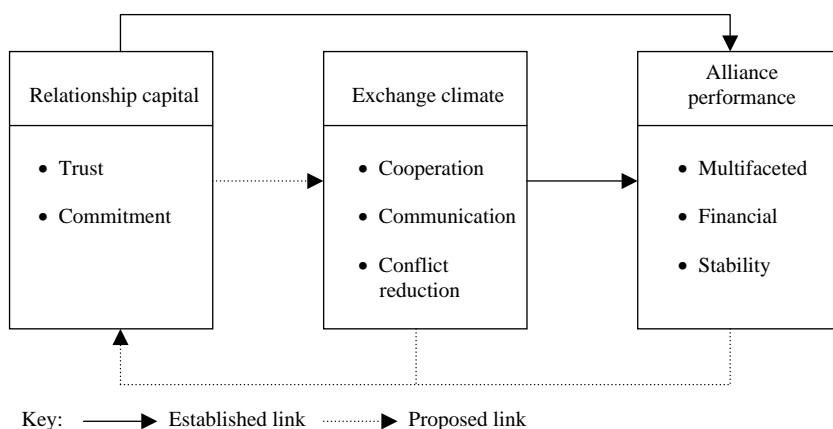 Relationship capital
• Trust
• Commitment
Exchange climate
• Cooperation
• Communication
• Conflict
reduction
Alliance
performance
• Multifaceted
• Financial
• Stability
Key: Established link Proposed link